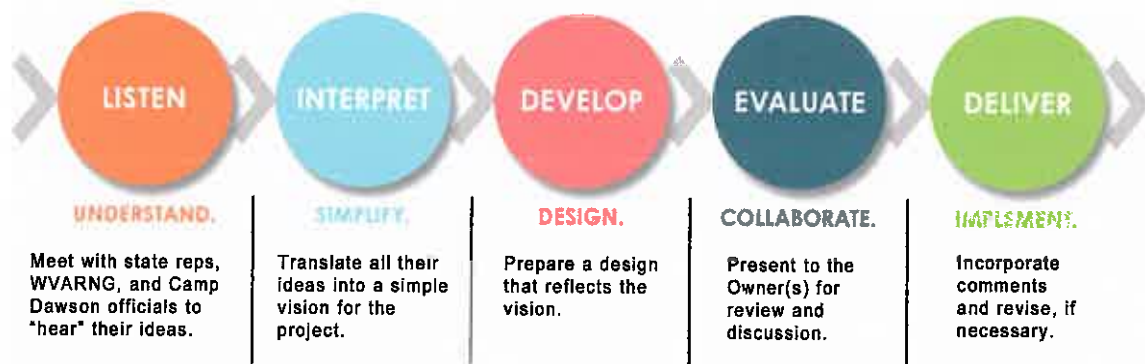 LISTEN
INTERPRET
DEVELOP
EVALUATE
DELIVER
UNDERSTAND.
SIMPLIFY.
DESIGN.
COLLABORATE.
IMPLEMENT.
Meet with state reps,
WVARNG, and Camp
Dawson officials to
"hear" their ideas.
Translate all their
ideas into a simple
vision for the
project.
Prepare a design
that reflects the
vision.
Present to the
Owner(s) for
review and
discussion.
Incorporate
comments
and revise, if
necessary.